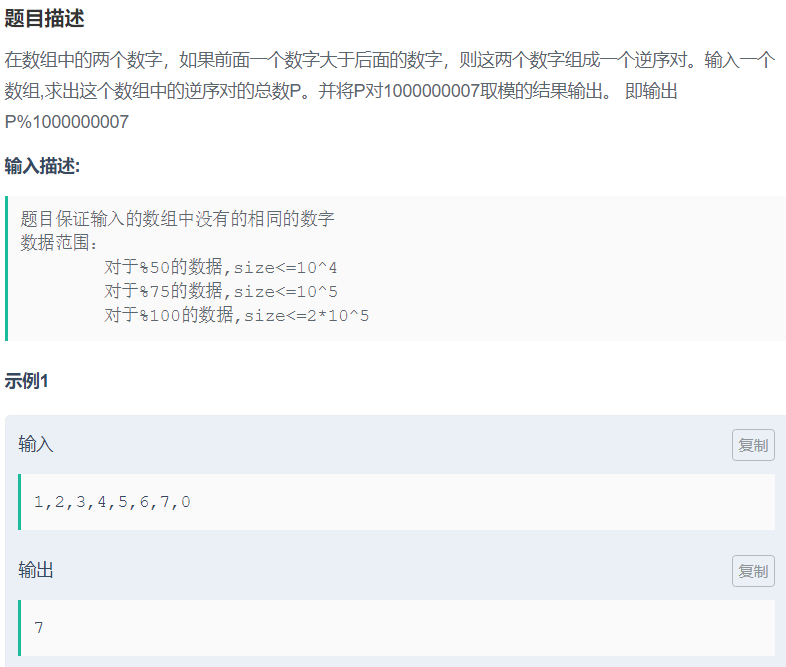 题目描述
在数组中的两个数字，如果前面一个数字大于后面的数字，则这两个数字组成一个逆序对。输入一个
数组,求出这个数组中的逆序对的总数P。并将P对1000000007取模的结果输出。 即输出
P%1000000007
输入描述:
题目保证输入的数组中没有的相同的数字
数据范围：
对于%50的数据,size<=10^4
对于%75的数据,size<=10^5
对于%100的数据,size<=2*10^5
示例1
输入
复制
1,2,3,4,5,6,7,0
输出
复制
7